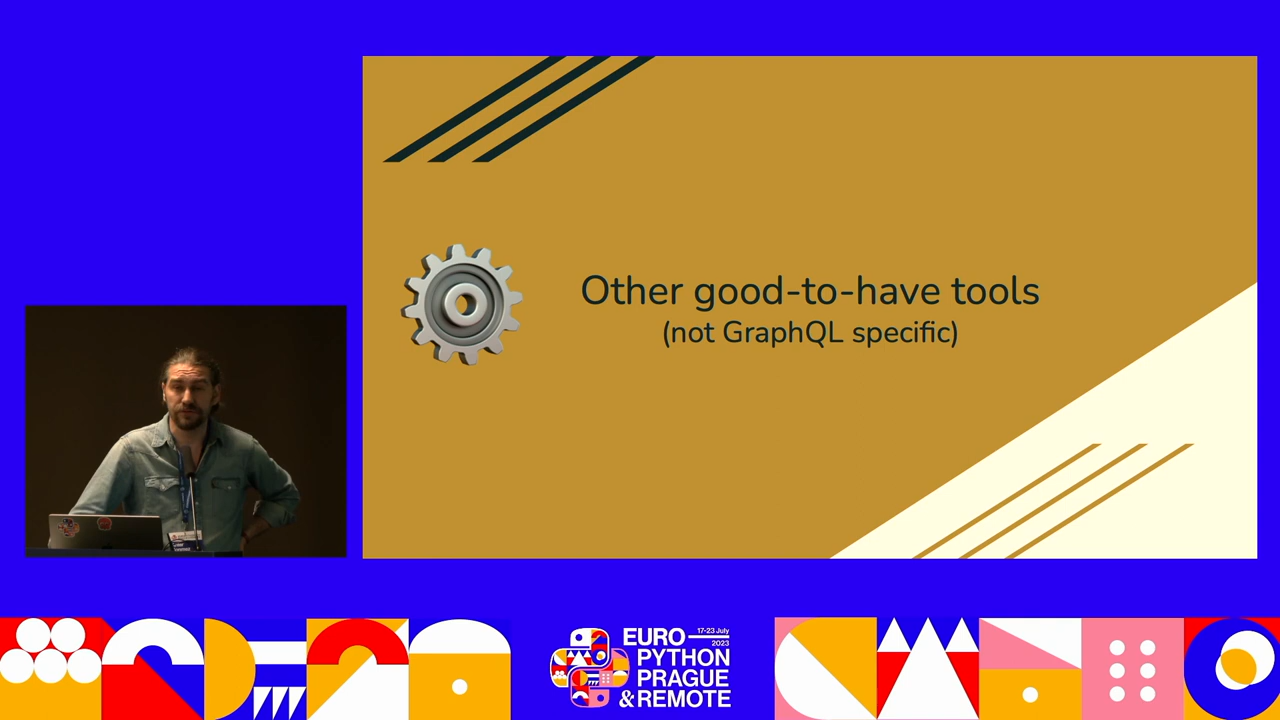 Other good-to-have tools
(not GraphQL specific)
EURO
17-23 July
2023
PYTHON
PRAGUE
& REMOTE